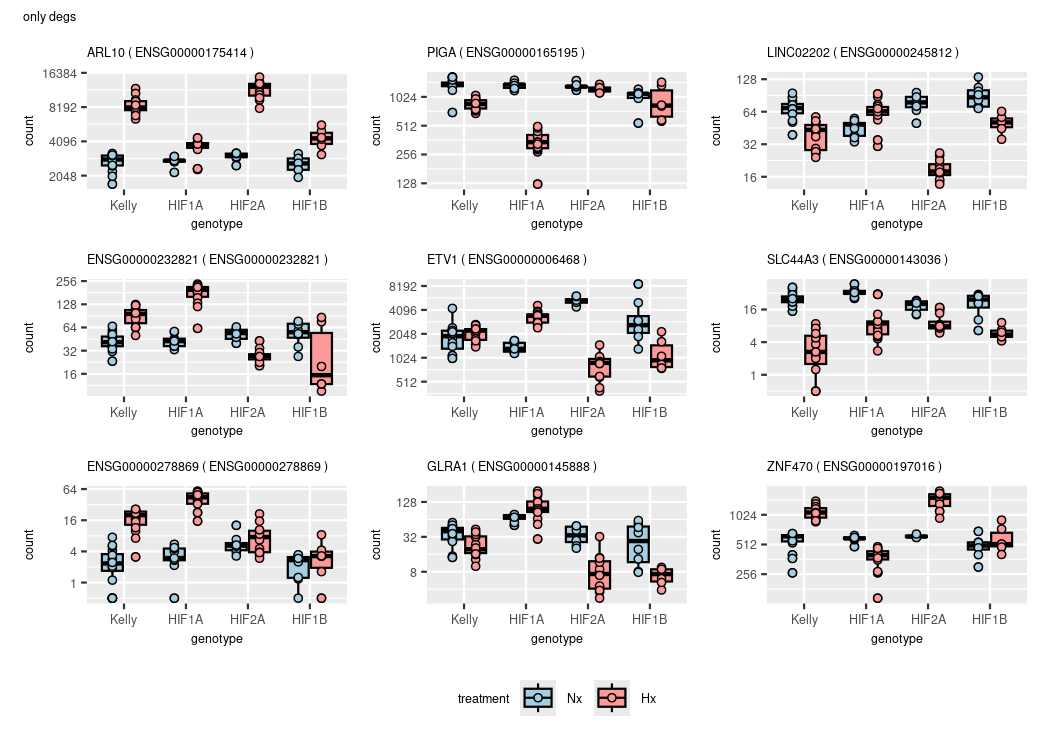 only degs
ARL10 ( ENSG00000175414 )
PIGA ( ENSG00000165195 )
LINC02202 ( ENSG00000245812 )
16384
8192
4096
2048
count
Kelly HIF1A HIF2A HIF1B
genotype
1024
512
256
128
count
Kelly HIF1A HIF2A HIF1B
genotype
128
64
32
16
count
Kelly HIF1A HIF2A HIF1B
genotype
ENSG00000232821 ( ENSG00000232821 )
ETV1 ( ENSG00000006468 )
SLC44A3 ( ENSG00000143036 )
256
128
64
32
16
count
Kelly HIF1A HIF2A HIF1B
genotype
8192
4096
2048
1024
512
count
Kelly HIF1A HIF2A HIF1B
genotype
16
4
1
count
Kelly HIF1A HIF2A HIF1B
genotype
ENSG00000278869 ( ENSG00000278869 )
GLRA1 ( ENSG00000145888 )
ZNF470 ( ENSG00000197016 )
64
16
4
1
count
Kelly HIF1A HIF2A HIF1B
genotype
128
32
8
count
Kelly HIF1A HIF2A HIF1B
genotype
1024
512
256
count
Kelly HIF1A HIF2A HIF1B
genotype
treatment Nx Hx